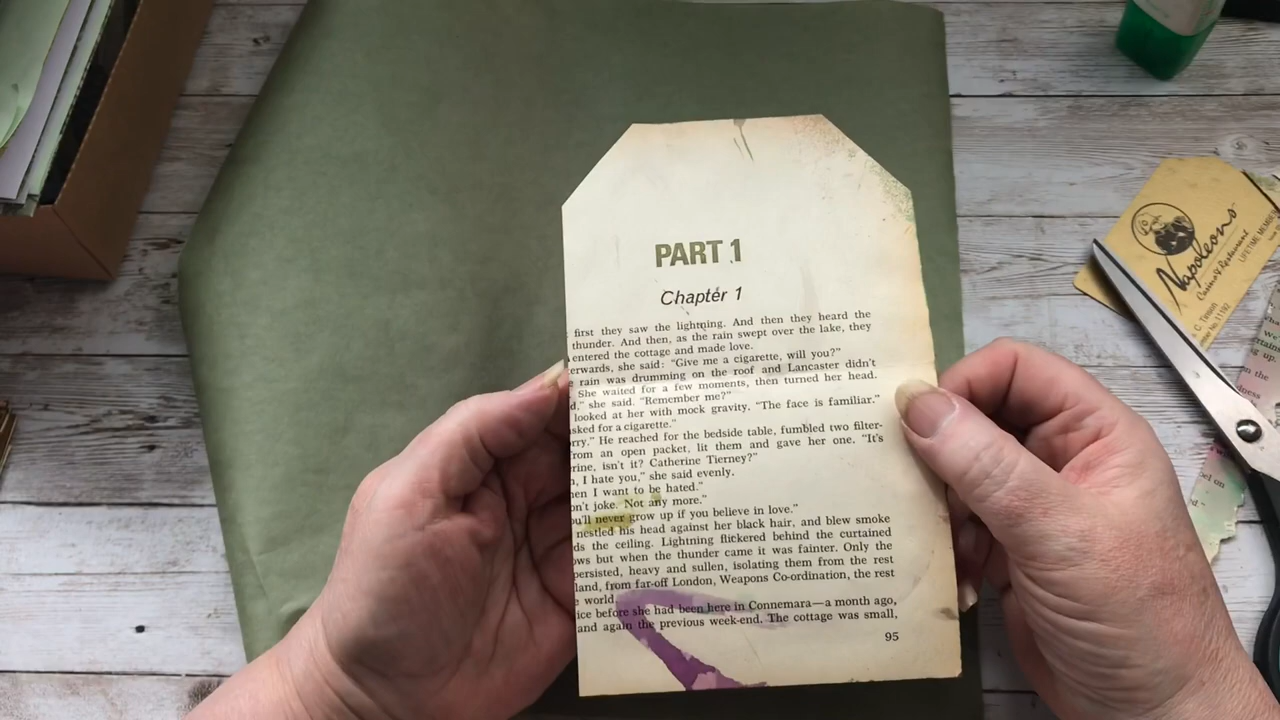 PART 1
Chapter 1
first they saw the lightning. And then they heard the
thunder. And then, as the rain swept over the lake, they
entered the cottage and made love.
erwards, she said: “Give me a cigarette, will you?”
rain was drumming on the roof and Lancaster didn’t
She waited for a few moments, then turned her head.
d,” she said. “Remember me?”
looked at her with mock gravity. “The face is familiar.”
sked for a cigarette.”
rry.” He reached for the bedside table, fumbled two filter-
rom an open packet, lit them and gave her one. “It’s
rine, isn’t it? Catherine Tierney?”
, I hate you,” she said evenly.
en I want to be hated.”
n’t joke. Not any more.”
u’ll never grow up if you believe in love.”
nestled his head against her black hair, and blew smoke
ds the ceiling. Lightning flickered behind the curtained
ows but when the thunder came it was fainter. Only the
persisted, heavy and sullen, isolating them from the rest
land, from far-off London, Weapons Co-ordination, the rest
e world.
ice before she had been here in Connemara—a month ago,
and again the previous week-end. The cottage was small,
95
Napoleons
Casino & Restaurant
LIFETIME MEMBER